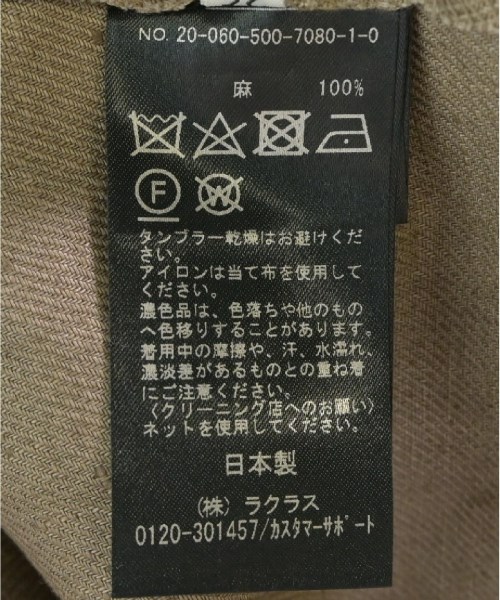 NO. 20-060-500-7080-1-0
麻 100%
F W
タンブラー乾燥はお避けくだ
さい。
アイロンは当て布を使用して
ください。
濃色品は、色落ちや他のもの
へ色移りすることがあります。
着用中の摩擦や、汗、水濡れ、
濃淡差があるものとの重ね着
にご注意ください。
〈クリーニング店へのお願い〉
ネットを使用してください。
日本製
(株) ラクラス
0120-301457/カスタマーサポート